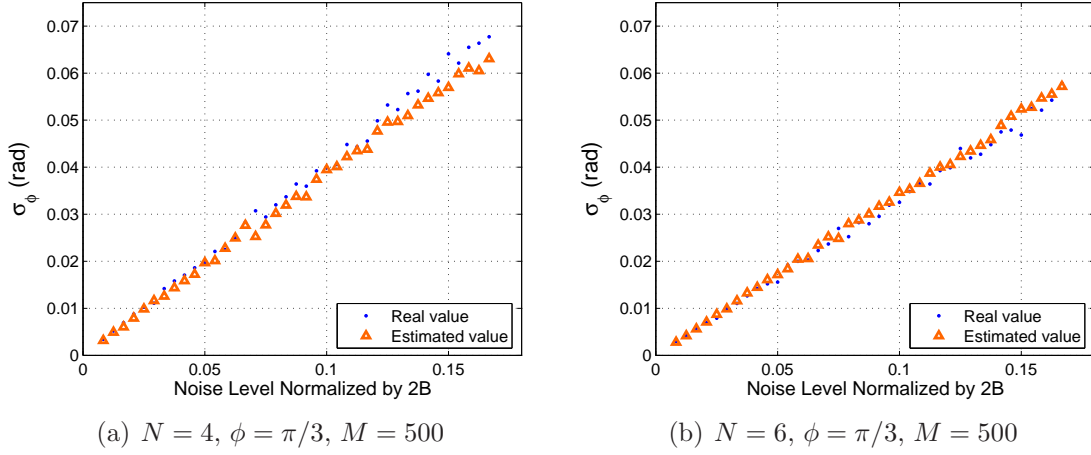 0.07
0.06
0.05
0.04
0.03
0.02
0.01
0
σ_ϕ (rad)
0
0.05
0.1
0.15
Noise Level Normalized by 2B
Real value
Estimated value
(a) N = 4, ϕ = π/3, M = 500
0.07
0.06
0.05
0.04
0.03
0.02
0.01
0
σ_ϕ (rad)
0
0.05
0.1
0.15
Noise Level Normalized by 2B
Real value
Estimated value
(b) N = 6, ϕ = π/3, M = 500